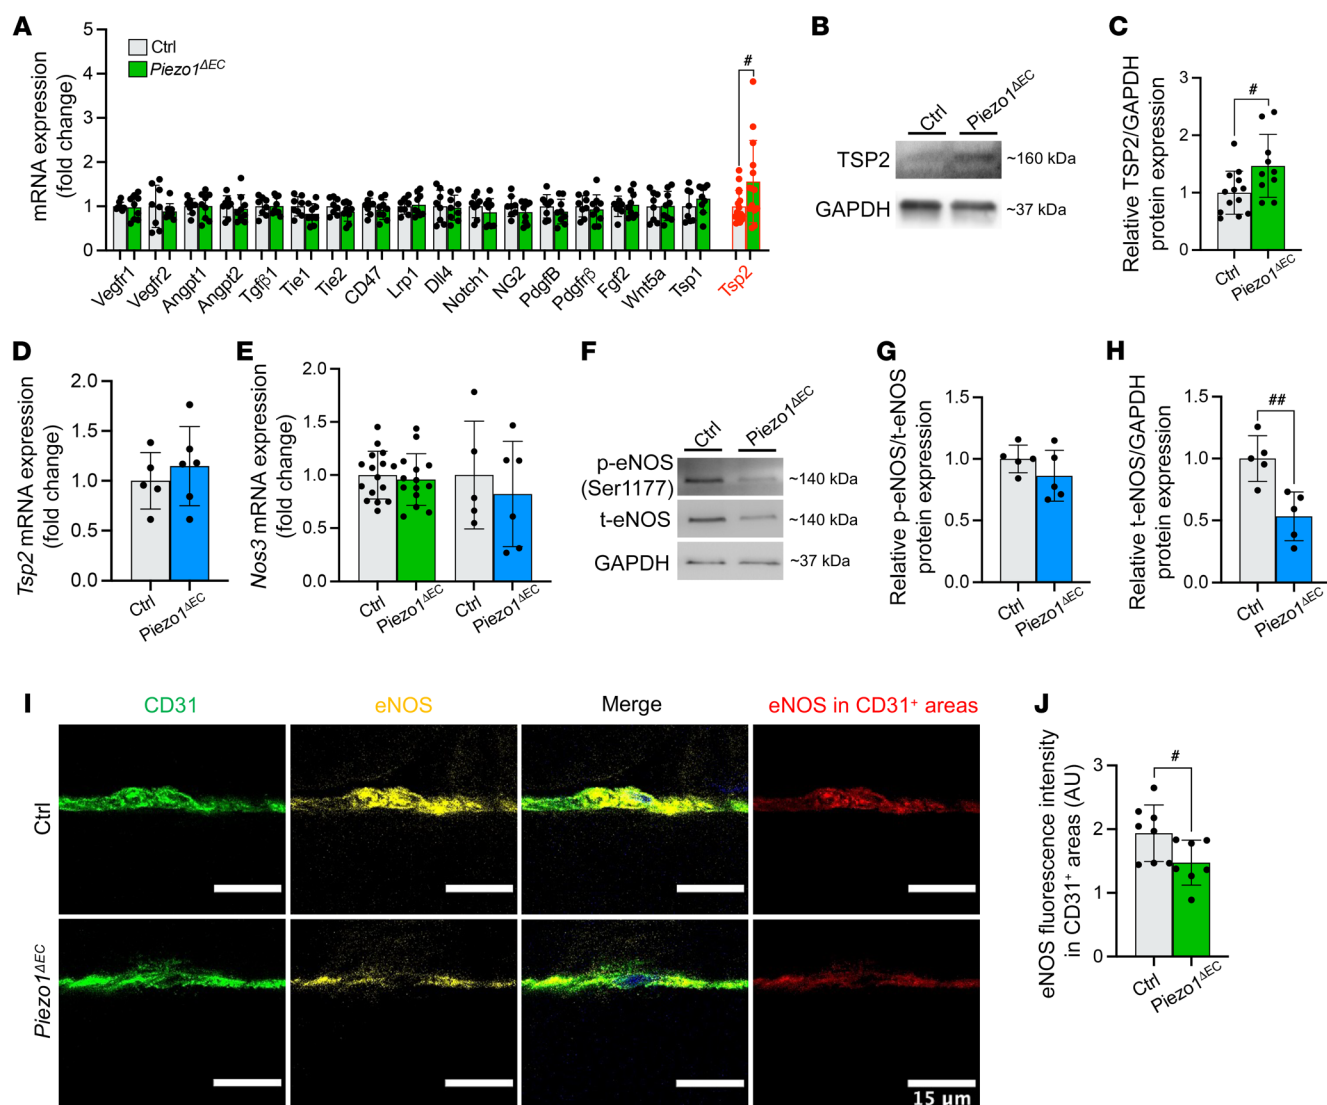 A
mRNA expression
(fold change)
5
4
3
2
1
0
Ctrl
Piezo1ΔEC
#
Vegfr1
Vegfr2
Angpt1
Angpt2
Tgfβ1
Tie1
Tie2
CD47
Lrp1
Dll4
Notch1
NG2
PdgfB
Pdgfrβ
Fgf2
Wnt5a
Tsp1
Tsp2
B
Ctrl
Piezo1ΔEC
TSP2
~160 kDa
GAPDH
~37 kDa
C
Relative TSP2/GAPDH
protein expression
3
2
1
0
#
Ctrl
Piezo1ΔEC
D
Tsp2 mRNA expression
(fold change)
2.0
1.5
1.0
0.5
0.0
Ctrl
Piezo1ΔEC
E
Nos3 mRNA expression
(fold change)
2.0
1.5
1.0
0.5
0.0
Ctrl
Piezo1ΔEC
Ctrl
Piezo1ΔEC
F
Ctrl
Piezo1ΔEC
p-eNOS
(Ser1177)
~140 kDa
t-eNOS
~140 kDa
GAPDH
~37 kDa
G
Relative p-eNOS/t-eNOS
protein expression
1.5
1.0
0.5
0.0
Ctrl
Piezo1ΔEC
H
Relative t-eNOS/GAPDH
protein expression
1.5
1.0
0.5
0.0
##
Ctrl
Piezo1ΔEC
I
CD31
eNOS
Merge
eNOS in CD31⁺ areas
Ctrl
Piezo1ΔEC
15 µm
J
eNOS fluorescence intensity
in CD31⁺ areas (AU)
3
2
1
0
#
Ctrl
Piezo1ΔEC